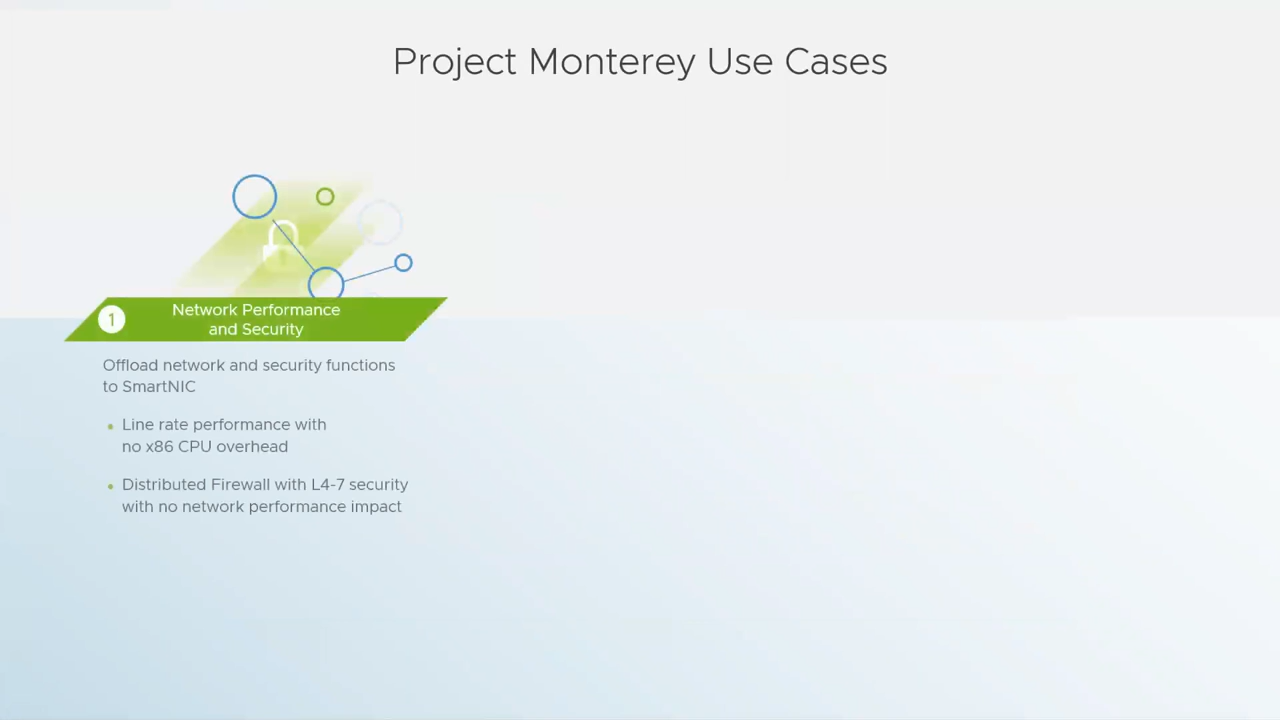 Project Monterey Use Cases
1
Network Performance
and Security
Offload network and security functions
to SmartNIC
• Line rate performance with
no x86 CPU overhead
• Distributed Firewall with L4-7 security
with no network performance impact